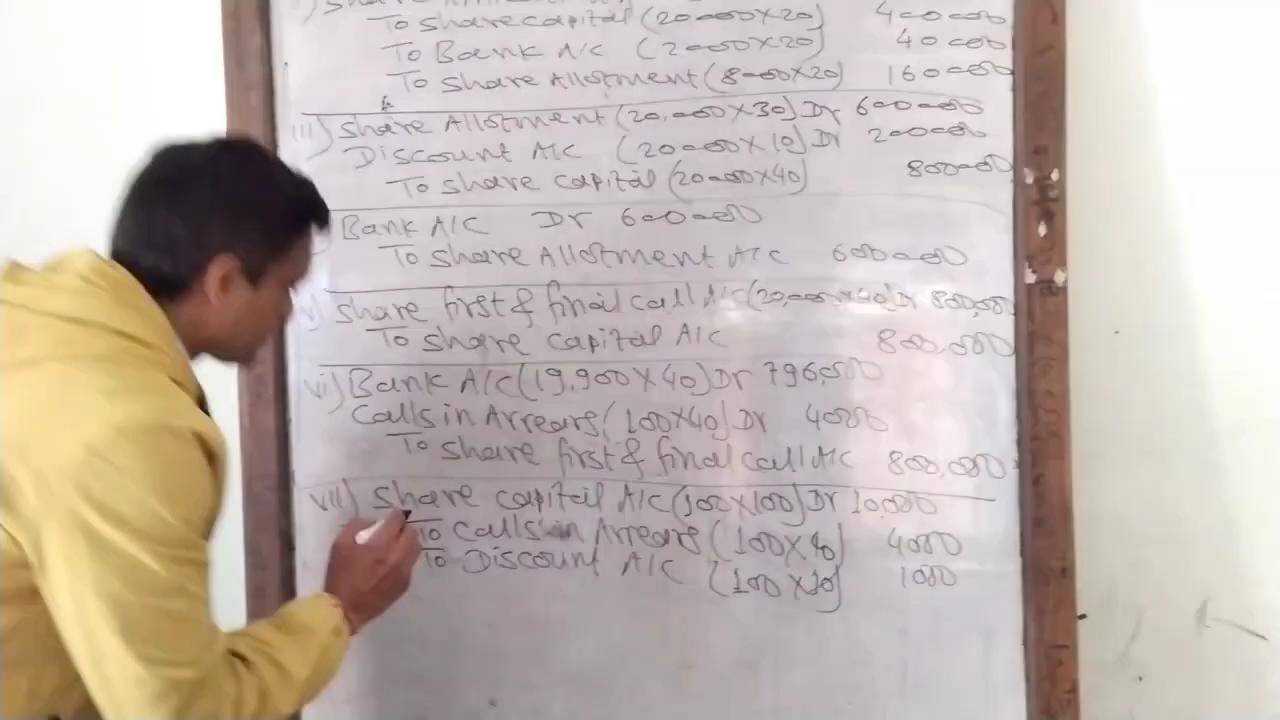 To share capital (20000X20) 400000
To Bank A/C (2000X20) 40000
To share Allotment (8000X20) 160000
iii) Share Allotment (20,000X30) Dr 600000
Discount A/C (20000X10) Dr 200000
To share capital (20000X40) 800000
Bank A/C Dr 600000
To share Allotment A/C 600000
v) share first & final call A/C (20,000X40) Dr 800,000
To share capital A/C 800,000
vi) Bank A/C (19,900X40) Dr 796,000
Calls in Arrears (100X40) Dr 4000
To share first & final call A/C 800,000
vii) Share capital A/C (100X100) Dr 10,000
To calls in Arrears (100X40) 4000
To Discount A/C (100X10) 1000